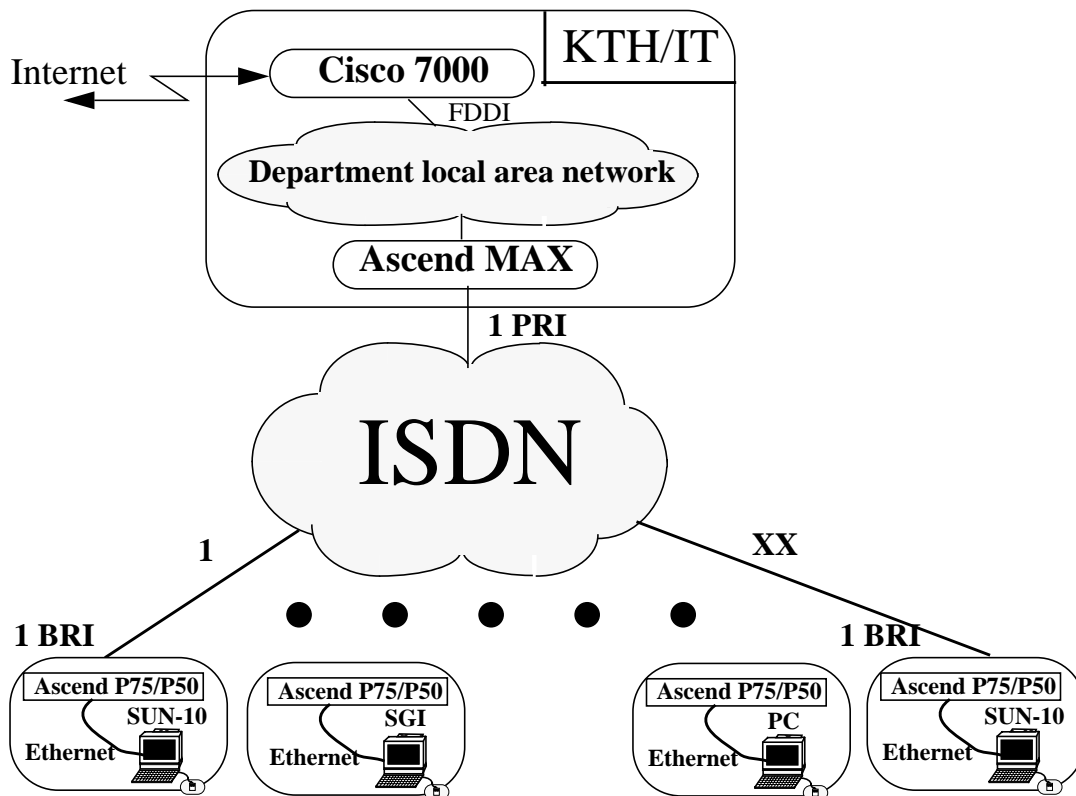 KTH/IT
Internet
Cisco 7000
FDDI
Department local area network
Ascend MAX
1 PRI
ISDN
1
XX
1 BRI
1 BRI
Ascend P75/P50
SUN-10
Ethernet
Ascend P75/P50
SGI
Ethernet
Ascend P75/P50
PC
Ethernet
Ascend P75/P50
SUN-10
Ethernet